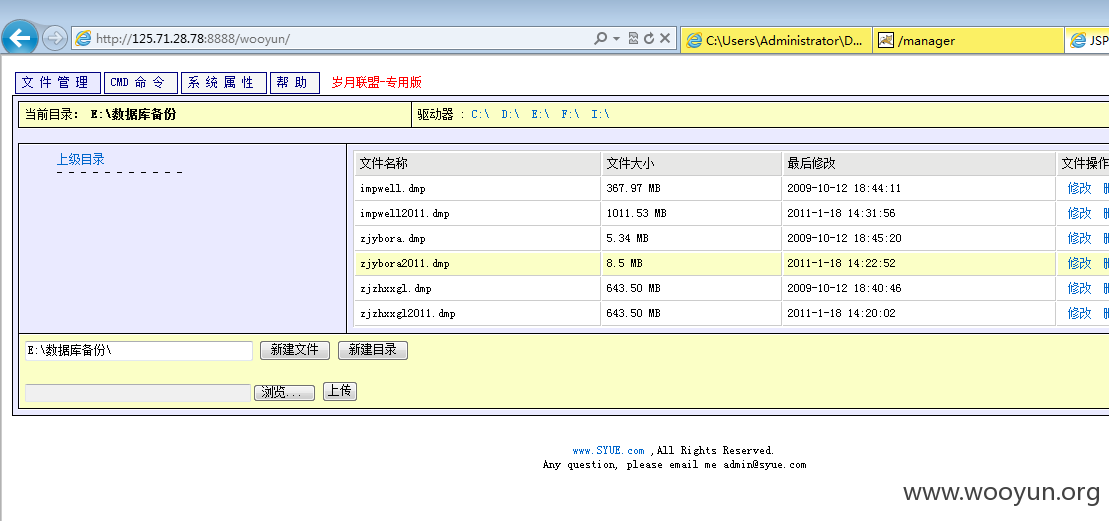 http://125.71.28.78:8888/wooyun/
C:\Users\Administrator\D...
/manager
JSP
文件管理 CMD命令 系统属性 帮助 岁月联盟-专用版
当前目录: E:\数据库备份 驱动器 : C:\ D:\ E:\ F:\ I:\
上级目录
- - - - - - - - - - -
文件名称 文件大小 最后修改 文件操作
impwell.dmp 367.97 MB 2009-10-12 18:44:11 修改
impwell2011.dmp 1011.53 MB 2011-1-18 14:31:56 修改
zjybora.dmp 5.34 MB 2009-10-12 18:45:20 修改
zjybora2011.dmp 8.5 MB 2011-1-18 14:22:52 修改
zjzhxxgl.dmp 643.50 MB 2009-10-12 18:40:46 修改
zjzhxxgl2011.dmp 643.50 MB 2011-1-18 14:20:02 修改
E:\数据库备份\ 新建文件 新建目录
浏览... 上传
www.SYUE.com ,All Rights Reserved.
Any question, please email me admin@syue.com
www.wooyun.org